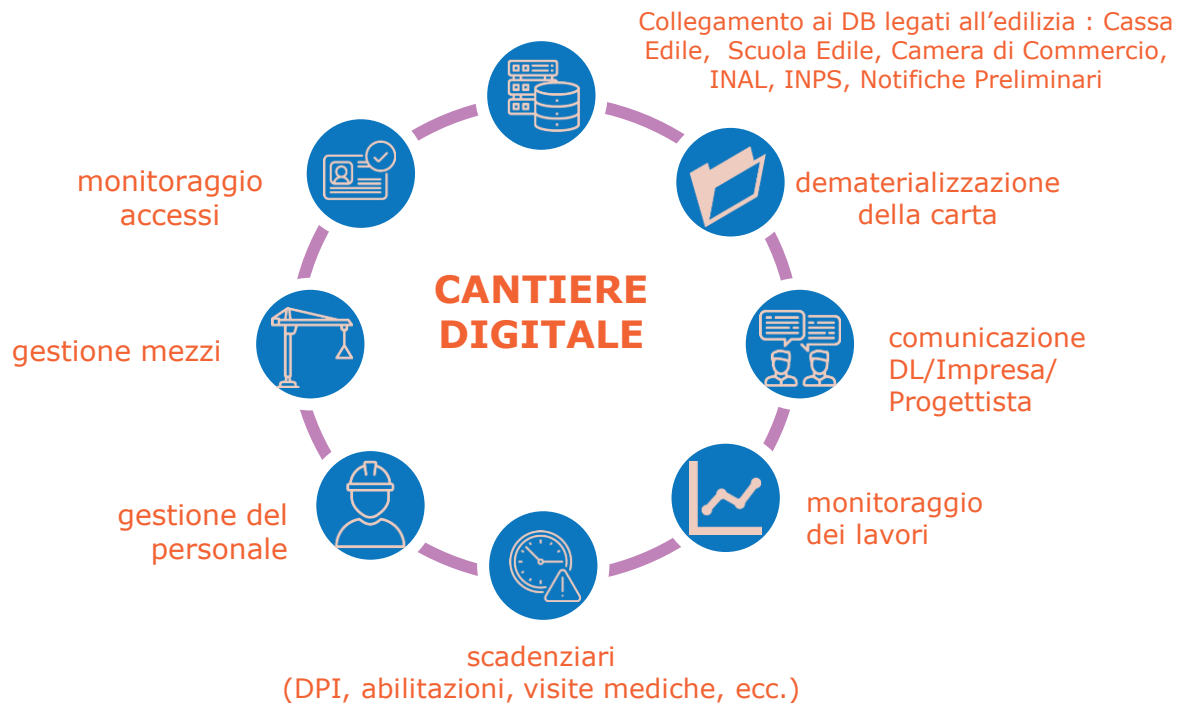 Collegamento ai DB legati all’edilizia : Cassa
Edile, Scuola Edile, Camera di Commercio,
INAL, INPS, Notifiche Preliminari
monitoraggio
accessi
dematerializzazione
della carta
CANTIERE
DIGITALE
gestione mezzi
comunicazione
DL/Impresa/
Progettista
gestione del
personale
monitoraggio
dei lavori
scadenziari
(DPI, abilitazioni, visite mediche, ecc.)